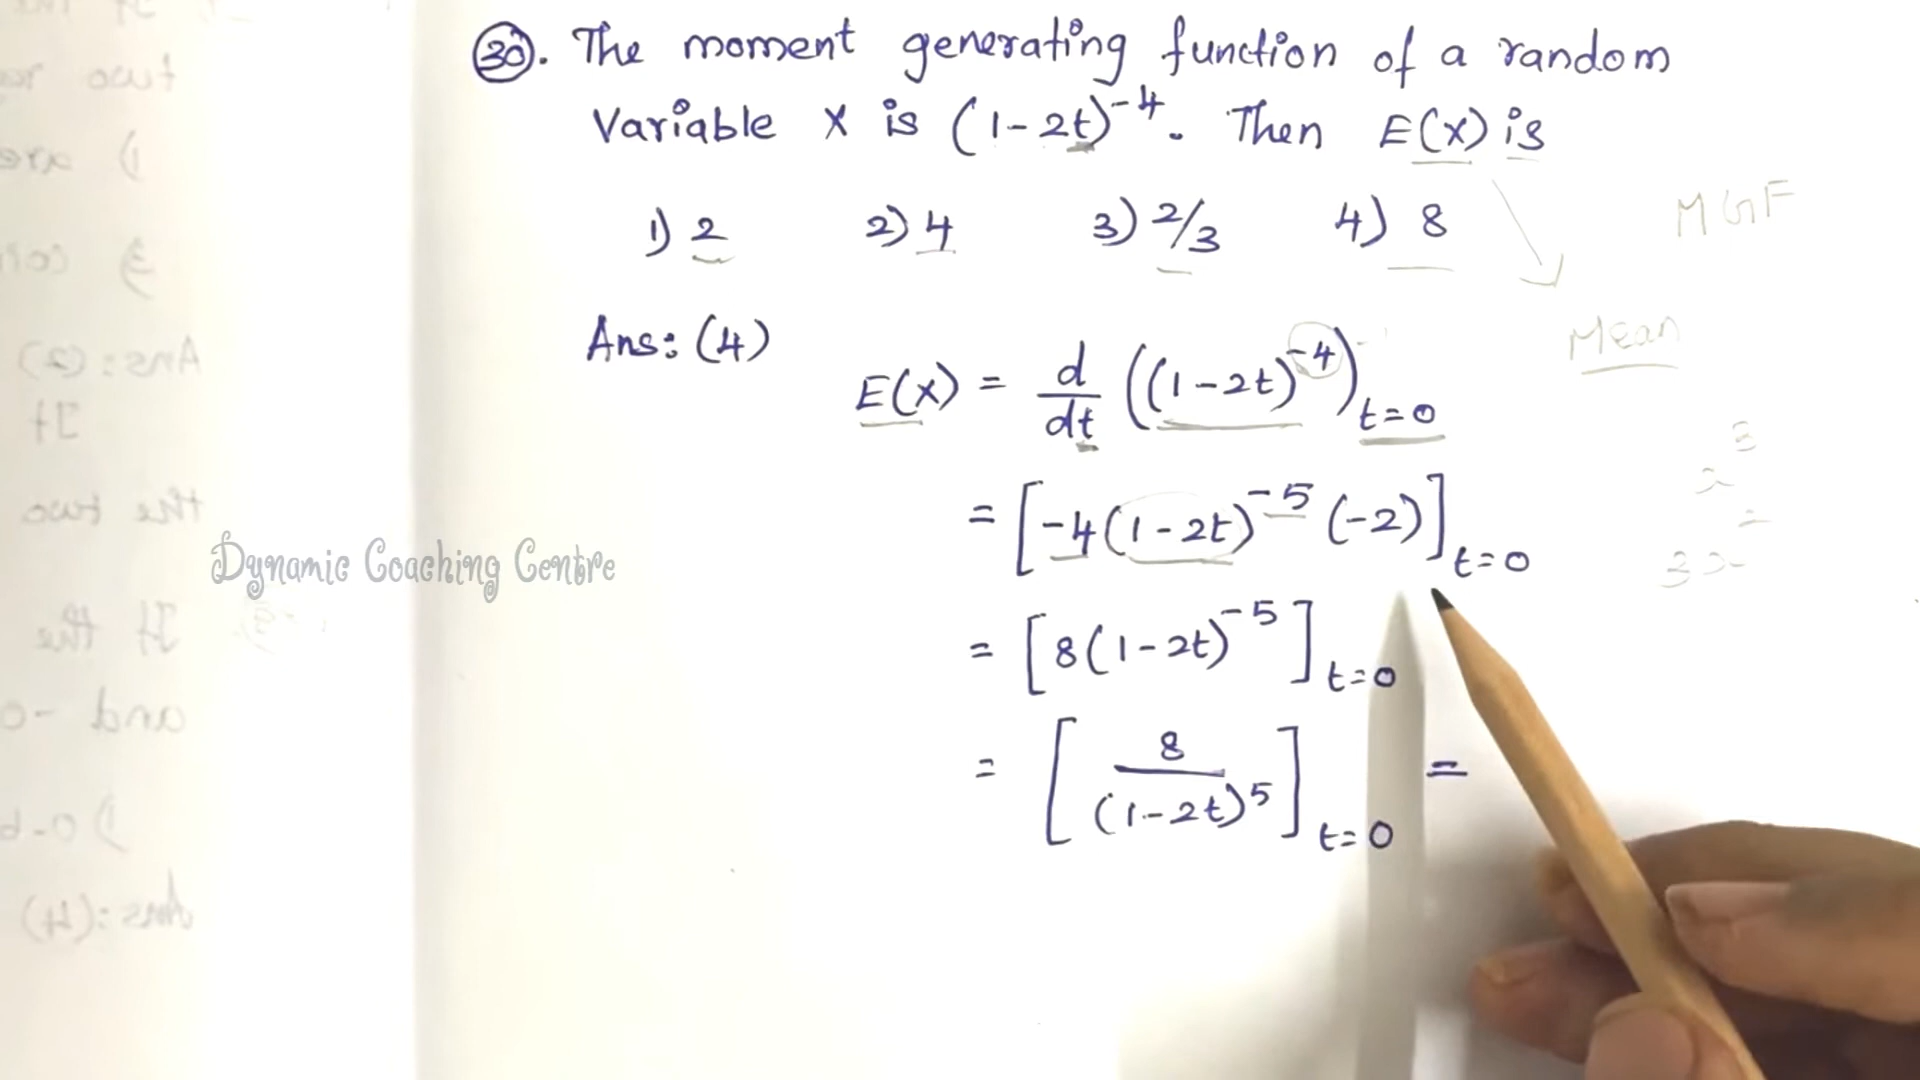 30. The moment generating function of a random
Variable X is (1-2t)^-4. Then E(X) is
1) 2 2) 4 3) 2/3 4) 8
MGF
Mean
Ans: (4)
E(X) = d/dt ((1-2t)^-4) t=0
= [-4(1-2t)^-5 (-2)] t=0
= [8(1-2t)^-5] t=0
= [8/(1-2t)^5] t=0 =
Dynamic Coaching Centre